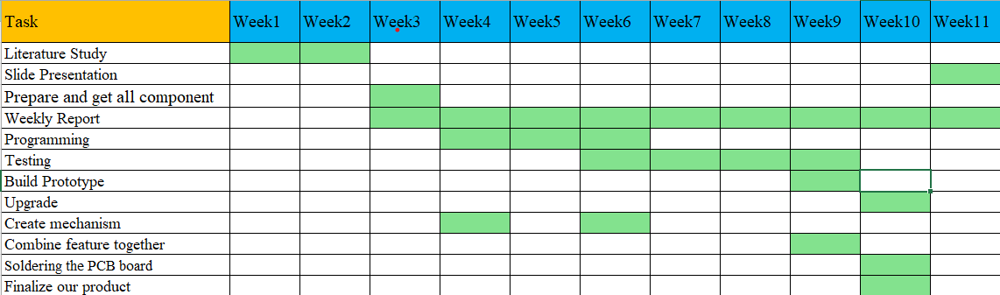 Task Week1 Week2 Week3 Week4 Week5 Week6 Week7 Week8 Week9 Week10 Week11
Literature Study
Slide Presentation
Prepare and get all component
Weekly Report
Programming
Testing
Build Prototype
Upgrade
Create mechanism
Combine feature together
Soldering the PCB board
Finalize our product